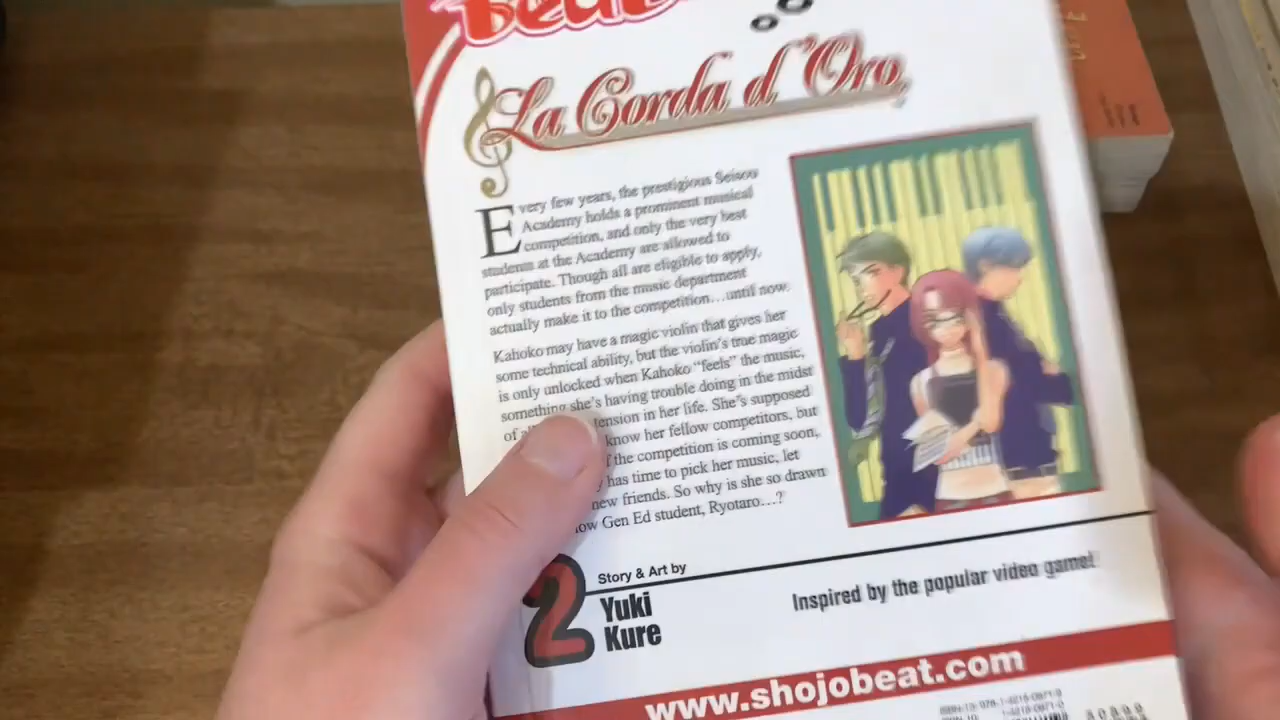 Beat
La Corda d'Oro,
Every few years, the prestigious Seisou
Academy holds a prominent musical
competition, and only the very best
students at the Academy are allowed to
participate. Though all are eligible to apply,
only students from the music department
actually make it to the competition...until now.
Kahoko may have a magic violin that gives her
some technical ability, but the violin's true magic
is only unlocked when Kahoko "feels" the music,
something she's having trouble doing in the midst
of tension in her life. She's supposed
know her fellow competitors, but
the competition is coming soon,
has time to pick her music, let
new friends. So why is she so drawn
Gen Ed student, Ryotaro...?
2
Story & Art by
Yuki
Kure
Inspired by the popular video game!
www.shojobeat.com